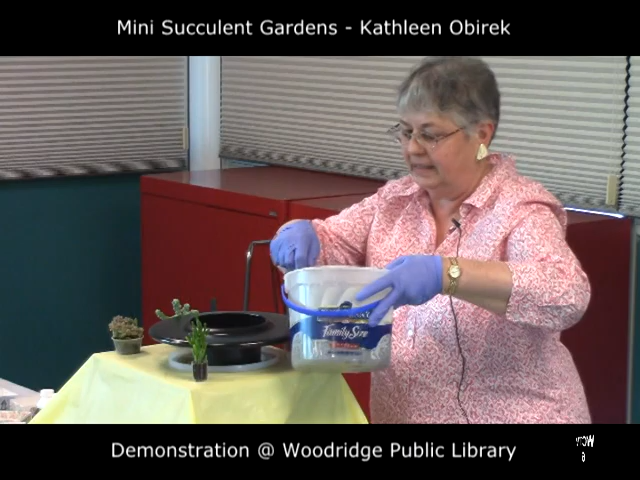 Mini Succulent Gardens - Kathleen Obirek
Family Size
Demonstration @ Woodridge Public Library